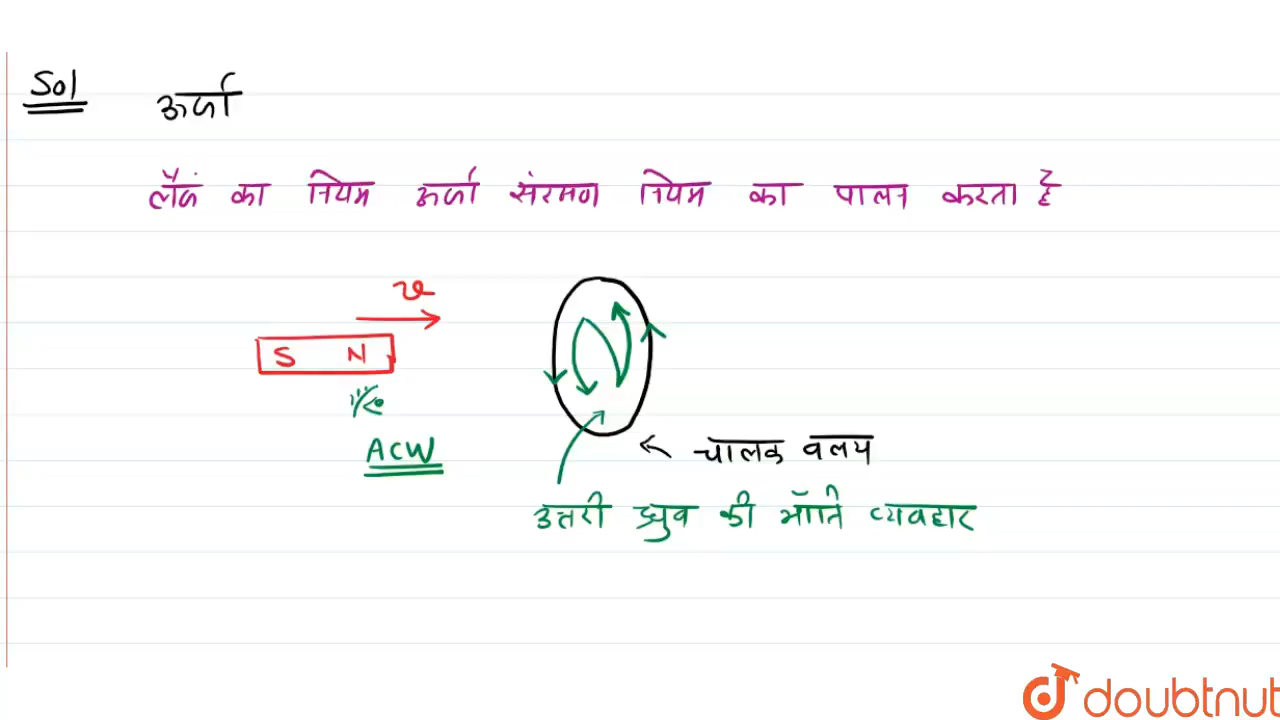 Sol ऊर्जा
लैंज का नियम ऊर्जा संरक्षण नियम का पालन करता है
v
S N
ACW
चालक वलय
उत्तरी ध्रुव की भाँति व्यवहार
doubtnut